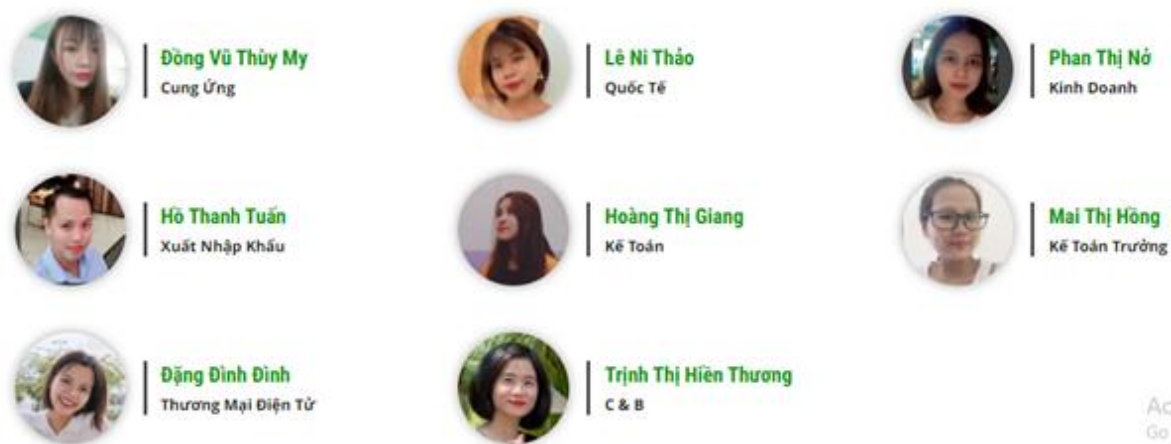 Đồng Vũ Thùy My
Cung Ứng
Lê Ni Thảo
Quốc Tế
Phan Thị Nở
Kinh Doanh
Hồ Thanh Tuấn
Xuất Nhập Khẩu
Hoàng Thị Giang
Kế Toán
Mai Thị Hồng
Kế Toán Trưởng
Đặng Đình Đình
Thương Mại Điện Tử
Trịnh Thị Hiền Thương
C & B
Go